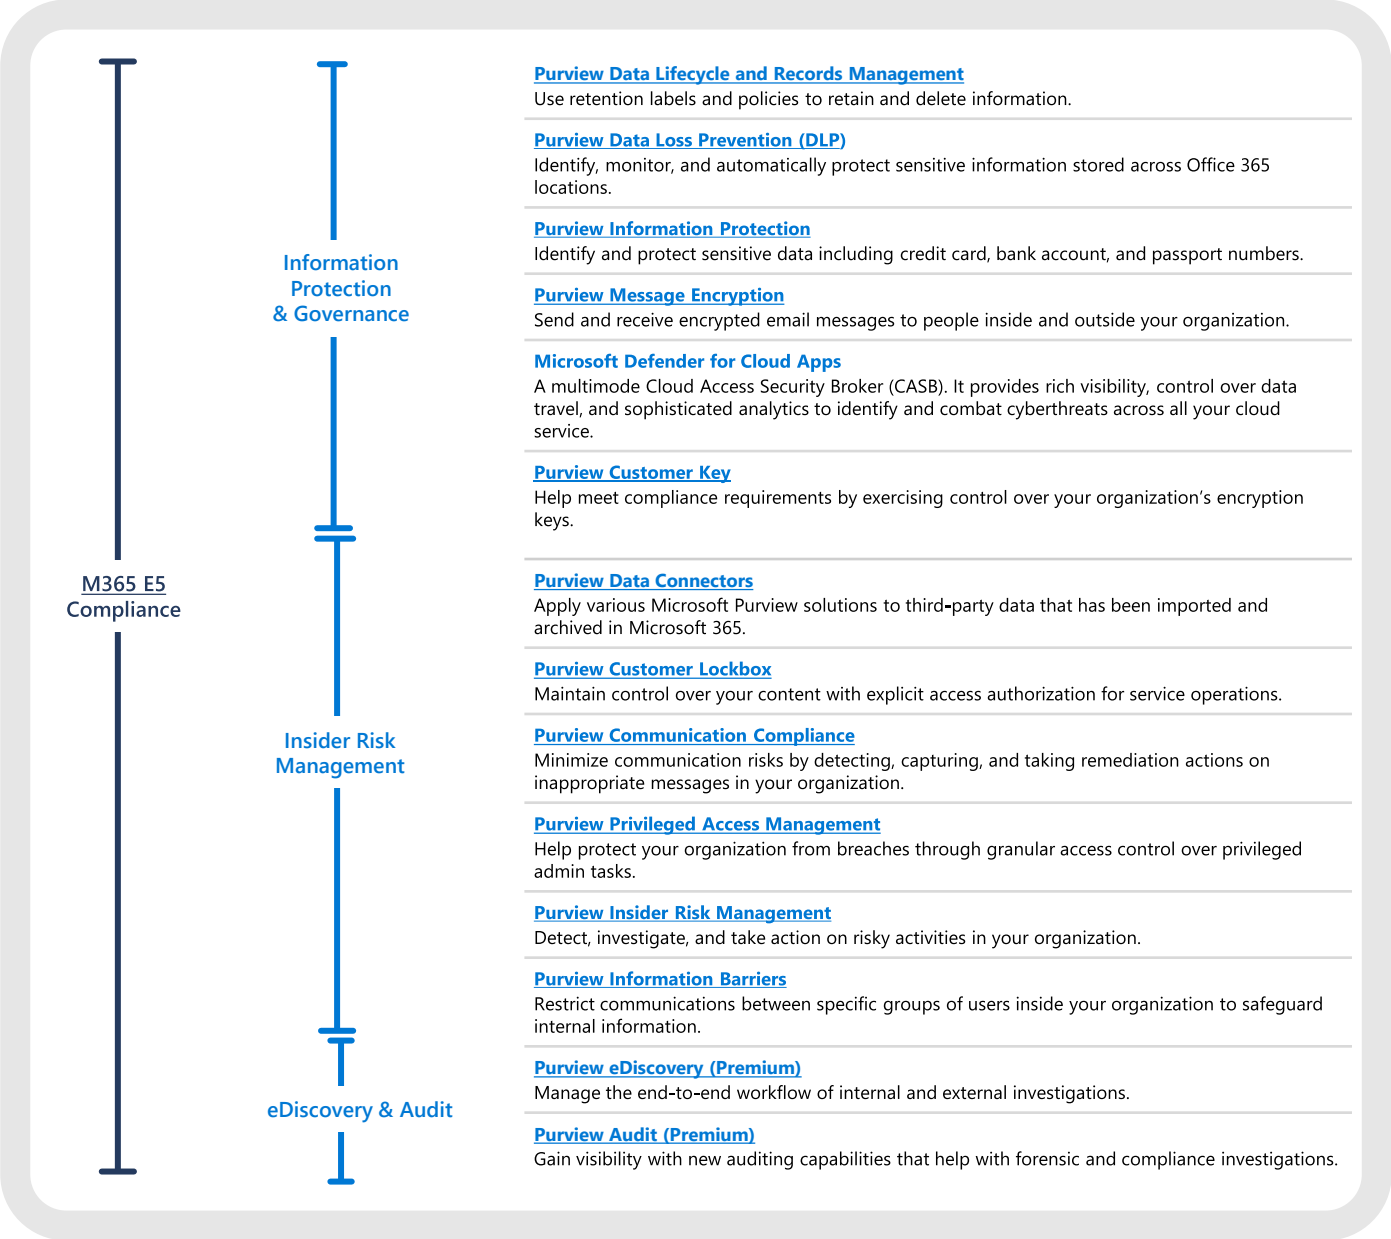 Purview Data Lifecycle and Records Management
Use retention labels and policies to retain and delete information.
Purview Data Loss Prevention (DLP)
Identify, monitor, and automatically protect sensitive information stored across Office 365
locations.
Purview Information Protection
Identify and protect sensitive data including credit card, bank account, and passport numbers.
Information
Protection
& Governance
Purview Message Encryption
Send and receive encrypted email messages to people inside and outside your organization.
Microsoft Defender for Cloud Apps
A multimode Cloud Access Security Broker (CASB). It provides rich visibility, control over data
travel, and sophisticated analytics to identify and combat cyberthreats across all your cloud
service.
Purview Customer Key
Help meet compliance requirements by exercising control over your organization’s encryption
keys.
M365 E5
Compliance
Purview Data Connectors
Apply various Microsoft Purview solutions to third-party data that has been imported and
archived in Microsoft 365.
Purview Customer Lockbox
Maintain control over your content with explicit access authorization for service operations.
Insider Risk
Management
Purview Communication Compliance
Minimize communication risks by detecting, capturing, and taking remediation actions on
inappropriate messages in your organization.
Purview Privileged Access Management
Help protect your organization from breaches through granular access control over privileged
admin tasks.
Purview Insider Risk Management
Detect, investigate, and take action on risky activities in your organization.
Purview Information Barriers
Restrict communications between specific groups of users inside your organization to safeguard
internal information.
eDiscovery & Audit
Purview eDiscovery (Premium)
Manage the end-to-end workflow of internal and external investigations.
Purview Audit (Premium)
Gain visibility with new auditing capabilities that help with forensic and compliance investigations.